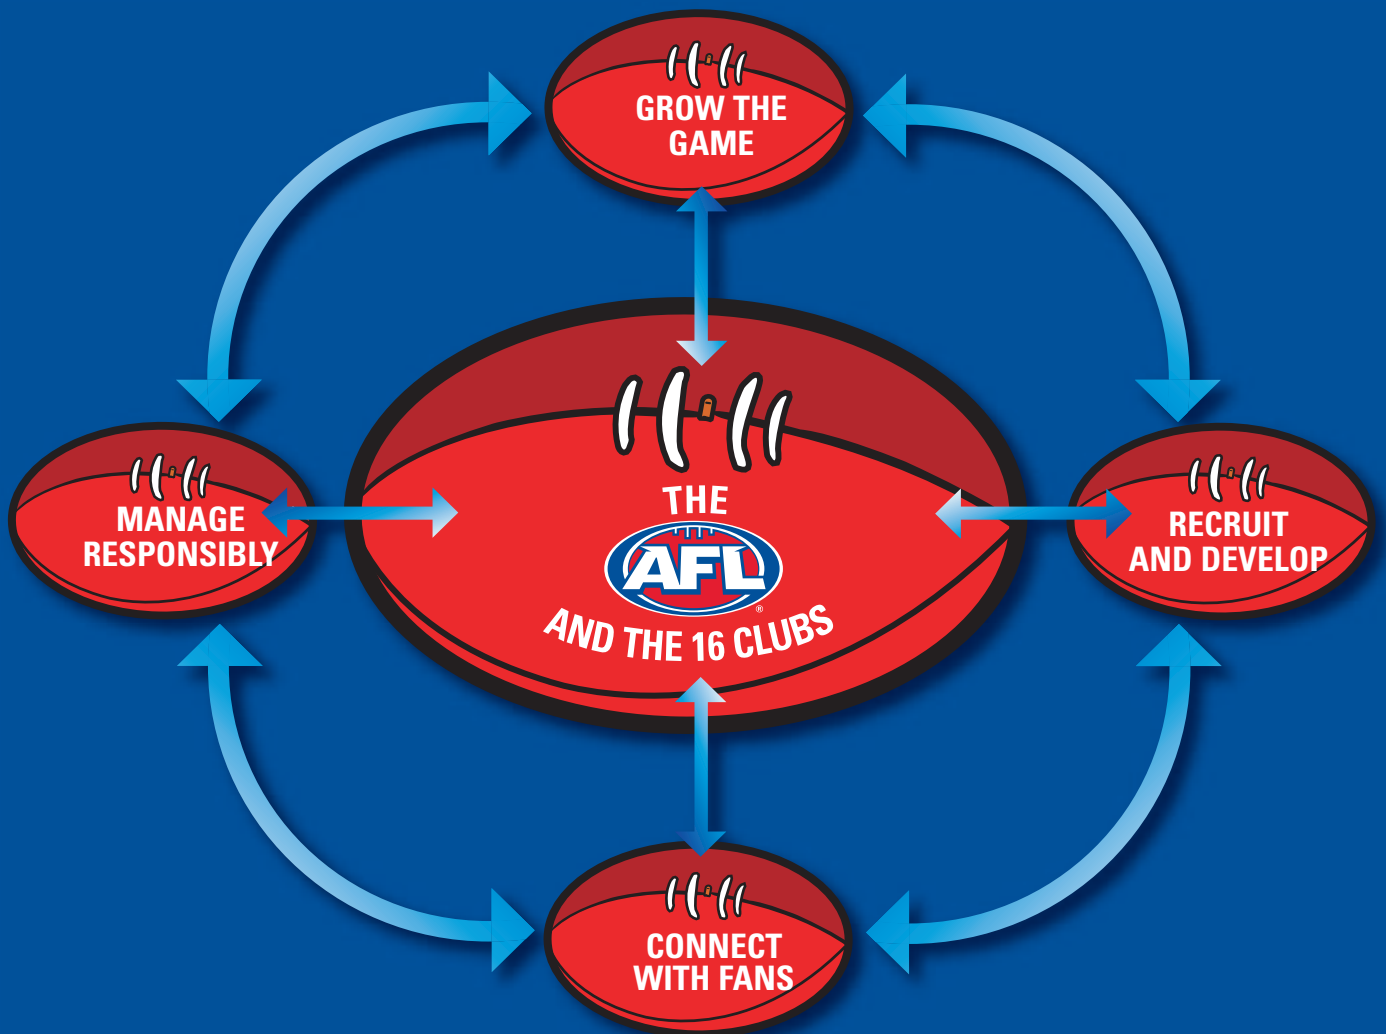 GROW THE
GAME
MANAGE
RESPONSIBLY
THE
AFL
®
AND THE 16 CLUBS
RECRUIT
AND DEVELOP
CONNECT
WITH FANS